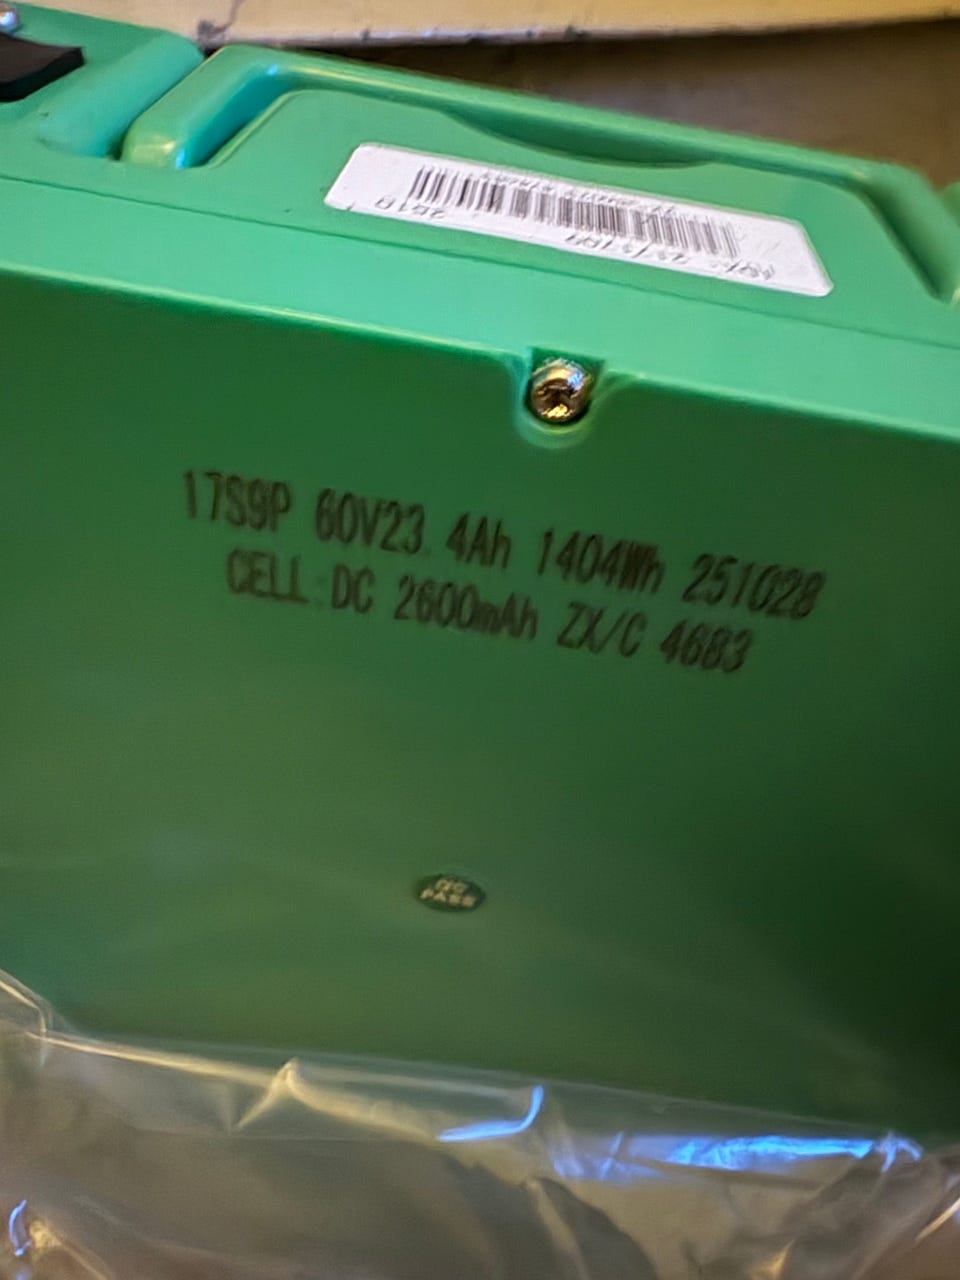 17S9P 60V23.4Ah 1404Wh 251028
CELL:DC 2600mAh ZX/C 4683
QC
PASS